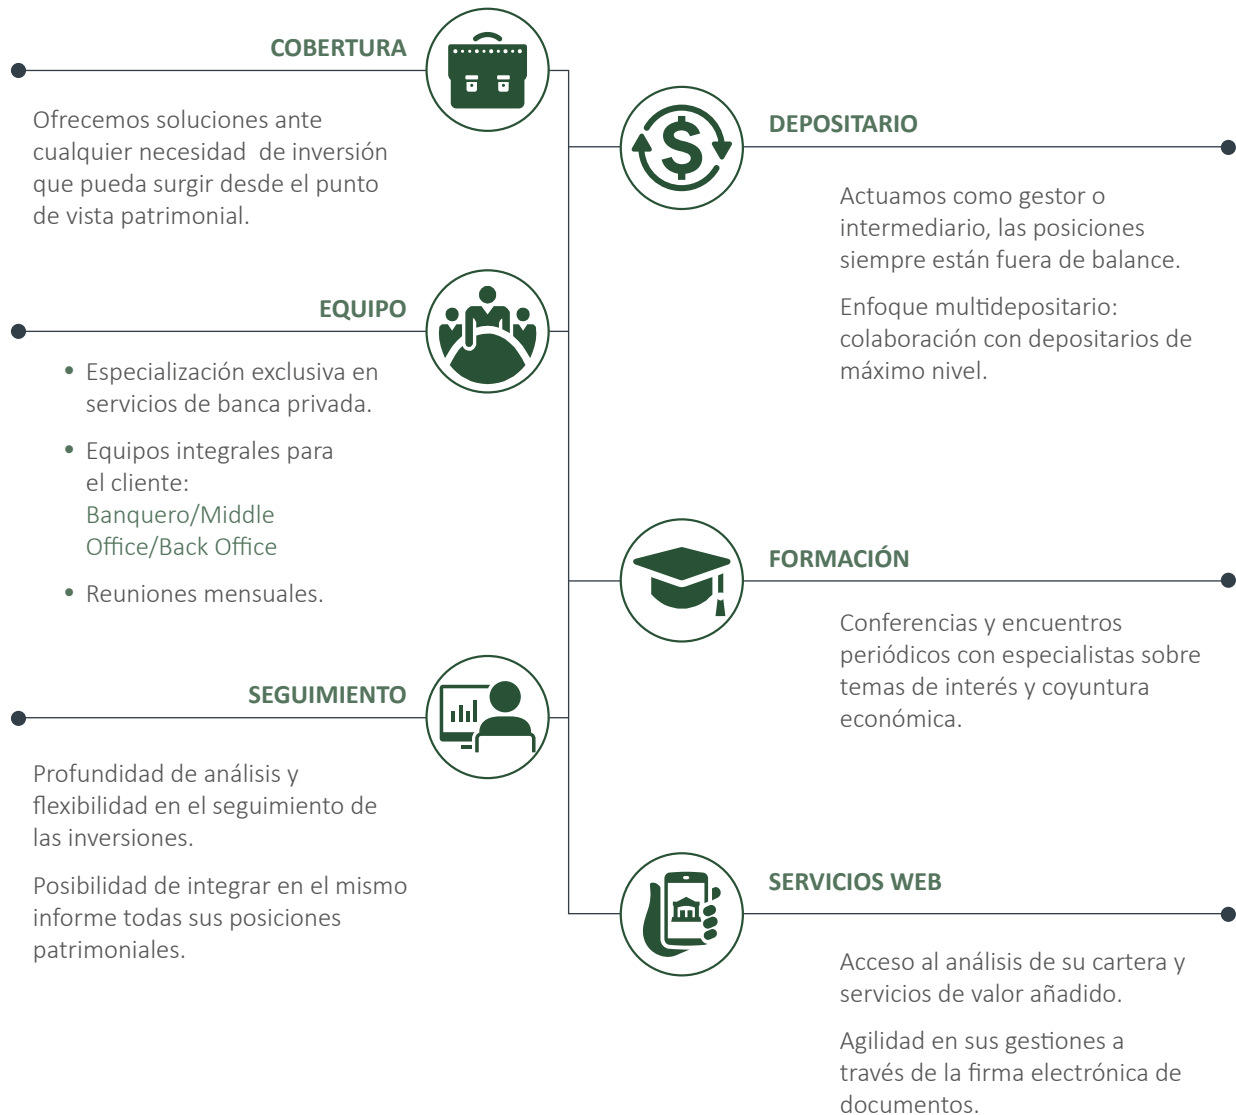 COBERTURA
Ofrecemos soluciones ante
cualquier necesidad de inversión
que pueda surgir desde el punto
de vista patrimonial.
DEPOSITARIO
Actuamos como gestor o
intermediario, las posiciones
siempre están fuera de balance.
Enfoque multidepositario:
colaboración con depositarios de
máximo nivel.
EQUIPO
• Especialización exclusiva en
servicios de banca privada.
• Equipos integrales para
el cliente:
Banquero/Middle
Office/Back Office
• Reuniones mensuales.
FORMACIÓN
Conferencias y encuentros
periódicos con especialistas sobre
temas de interés y coyuntura
económica.
SEGUIMIENTO
Profundidad de análisis y
flexibilidad en el seguimiento de
las inversiones.
Posibilidad de integrar en el mismo
informe todas sus posiciones
patrimoniales.
SERVICIOS WEB
Acceso al análisis de su cartera y
servicios de valor añadido.
Agilidad en sus gestiones a
través de la firma electrónica de
documentos.